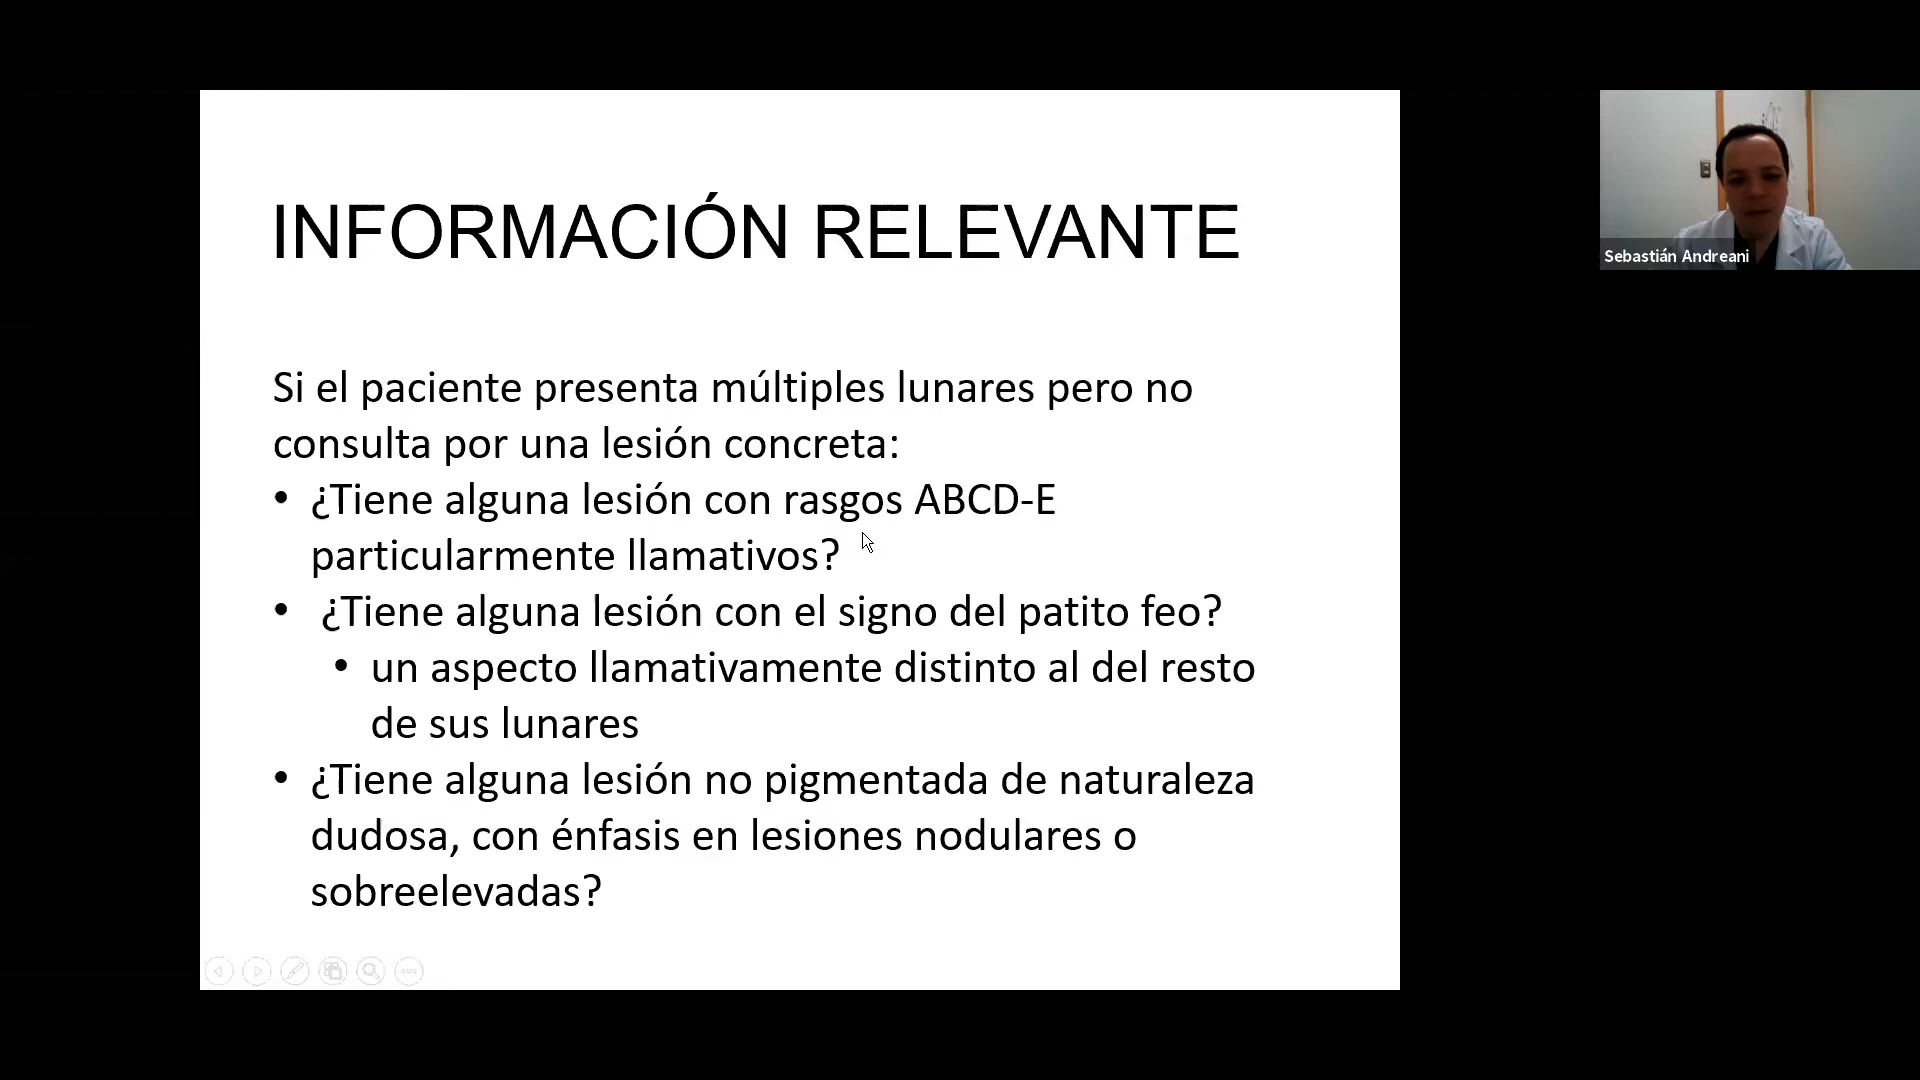 INFORMACIÓN RELEVANTE
Si el paciente presenta múltiples lunares pero no
consulta por una lesión concreta:
• ¿Tiene alguna lesión con rasgos ABCD-E
particularmente llamativos?
• ¿Tiene alguna lesión con el signo del patito feo?
• un aspecto llamativamente distinto al del resto
de sus lunares
• ¿Tiene alguna lesión no pigmentada de naturaleza
dudosa, con énfasis en lesiones nodulares o
sobreelevadas?
Sebastián Andreani